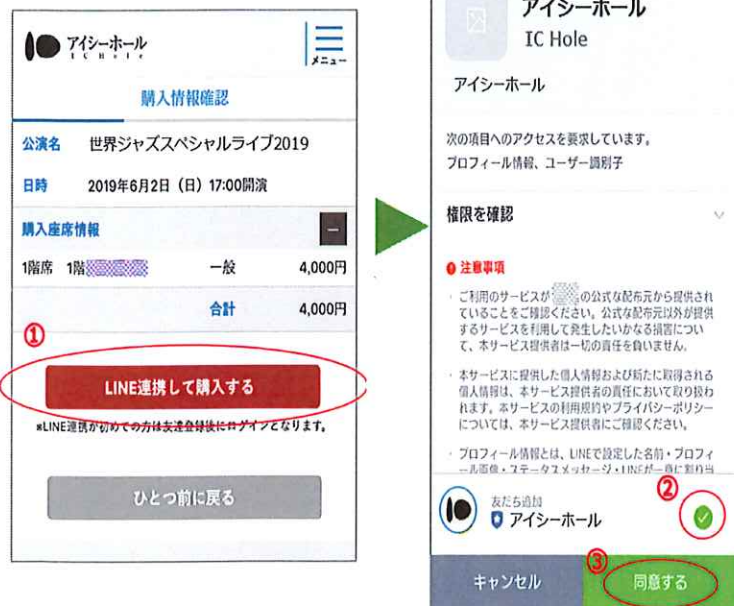 アイシーホール
IC Hole
メニュー
購入情報確認
公演名 世界ジャズスペシャルライブ2019
日時 2019年6月2日（日）17:00開演
購入座席情報
1階席 1階 一般 4,000円
合計 4,000円
①
LINE連携して購入する
*LINE連携が初めての方は友達登録後にログインとなります。
ひとつ前に戻る
アイシーホール
IC Hole
アイシーホール
次の項目へのアクセスを要求しています。
プロフィール情報、ユーザー識別子
権限を確認
注意事項
・ご利用のサービスが の公式な配布元から提供され
ていることをご確認ください。公式な配布元以外が提供
するサービスを利用して発生したいかなる損害につい
て、本サービス提供者は一切の責任を負いません。
・本サービスに提供した個人情報および新たに取得される
個人情報は、本サービス提供者の責任において取り扱わ
れます。本サービスの利用規約やプライバシーポリシー
については、本サービス提供者にご確認ください。
・プロフィール情報とは、LINEで設定した名前・プロフィ
ール画像・ステータスメッセージ・LINEが一意に割り当
②
友だち追加
アイシーホール
③
キャンセル
同意する